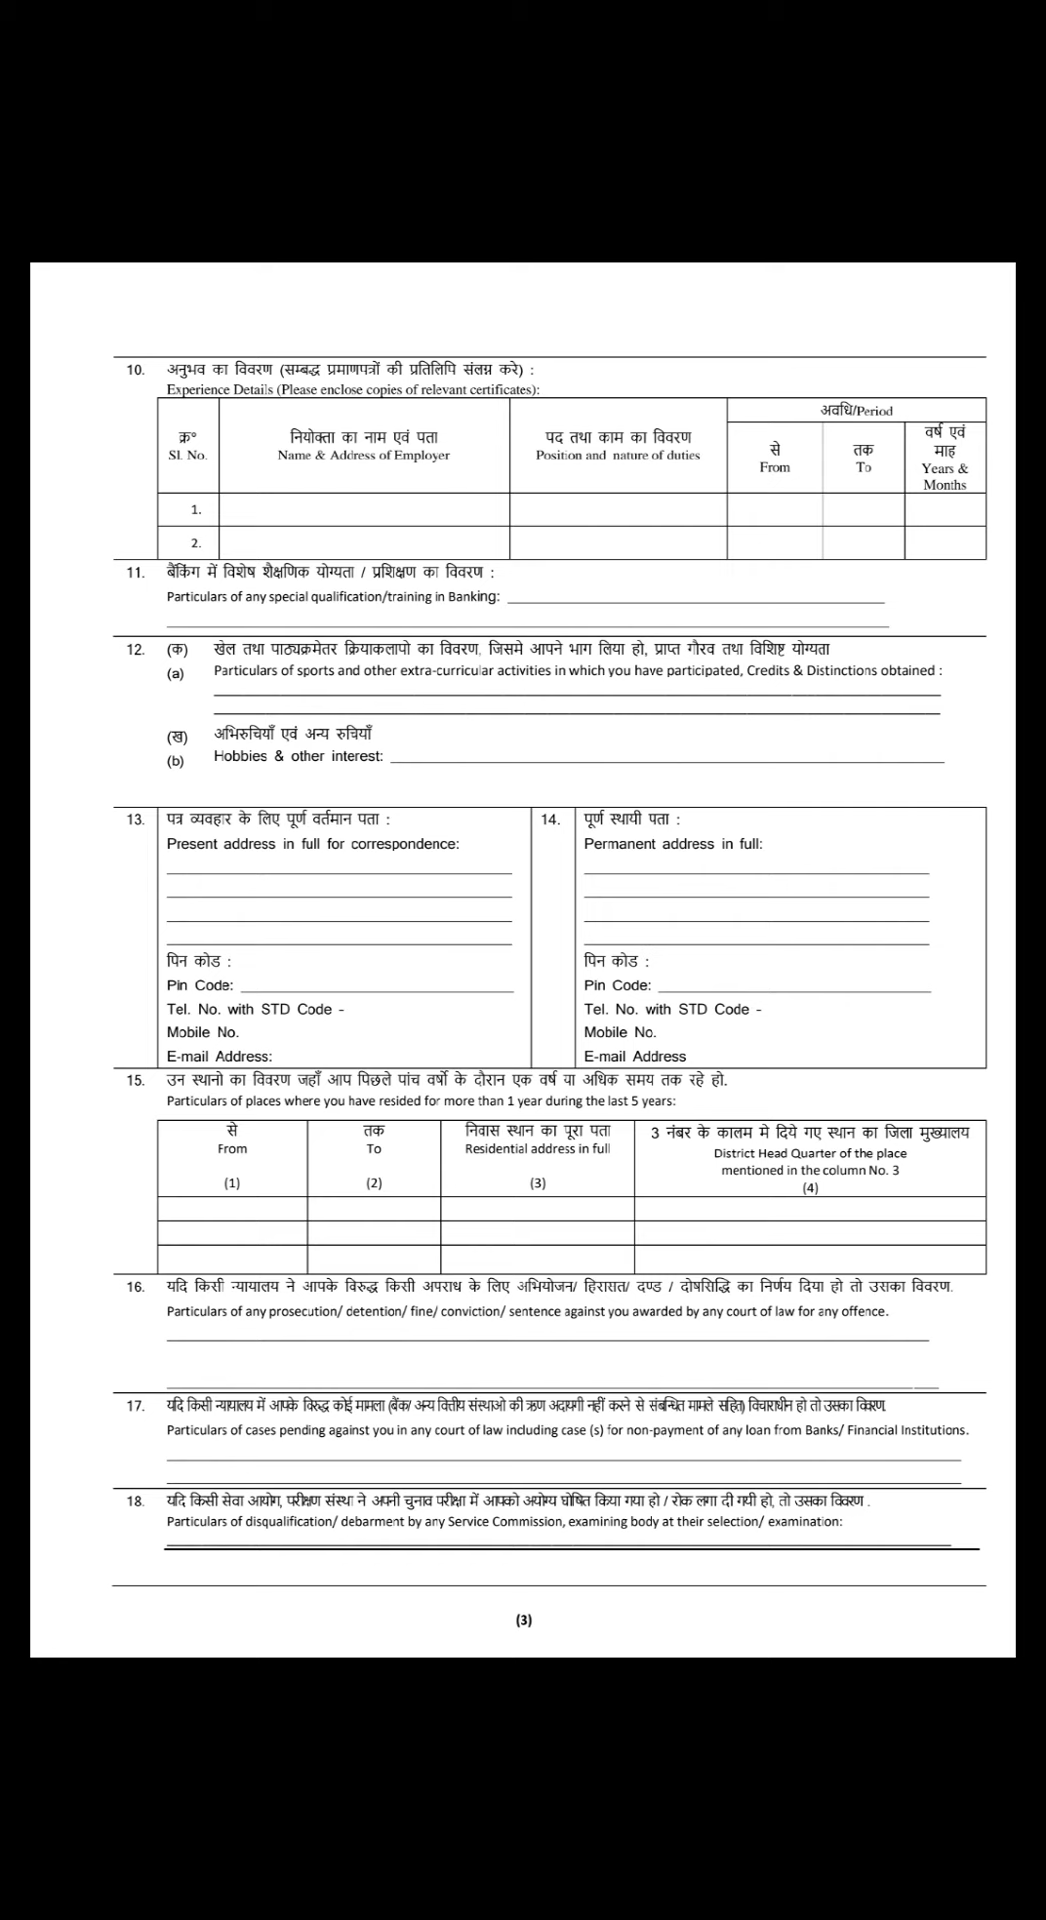 10. अनुभव का विवरण (सम्बद्ध प्रमाणपत्रों की प्रतिलिपि संलग्न करे) :
Experience Details (Please enclose copies of relevant certificates):
क्र° नियोक्ता का नाम एवं पता पद तथा काम का विवरण अवधि/Period
Sl. No. Name & Address of Employer Position and nature of duties से तक वर्ष एवं माह
From To Years & Months
1.
2.
11. बैंकिंग में विशेष शैक्षणिक योग्यता / प्रशिक्षण का विवरण :
Particulars of any special qualification/training in Banking:
12. (क) खेल तथा पाठ्यक्रमेतर क्रियाकलापो का विवरण, जिसमे आपने भाग लिया हो, प्राप्त गौरव तथा विशिष्ट योग्यता
(a) Particulars of sports and other extra-curricular activities in which you have participated, Credits & Distinctions obtained :
(ख) अभिरुचियाँ एवं अन्य रुचियाँ
(b) Hobbies & other interest:
13. पत्र व्यवहार के लिए पूर्ण वर्तमान पता :
Present address in full for correspondence:
पिन कोड :
Pin Code:
Tel. No. with STD Code -
Mobile No.
E-mail Address:
14. पूर्ण स्थायी पता :
Permanent address in full:
पिन कोड :
Pin Code:
Tel. No. with STD Code -
Mobile No.
E-mail Address
15. उन स्थानो का विवरण जहाँ आप पिछले पांच वर्षो के दौरान एक वर्ष या अधिक समय तक रहे हो.
Particulars of places where you have resided for more than 1 year during the last 5 years:
से तक निवास स्थान का पूरा पता 3 नंबर के कालम मे दिये गए स्थान का जिला मुख्यालय
From To Residential address in full District Head Quarter of the place
mentioned in the column No. 3
(1) (2) (3) (4)
16. यदि किसी न्यायालय ने आपके विरुद्ध किसी अपराध के लिए अभियोजन/ हिरासत/ दण्ड / दोषसिद्धि का निर्णय दिया हो तो उसका विवरण.
Particulars of any prosecution/ detention/ fine/ conviction/ sentence against you awarded by any court of law for any offence.
17. यदि किसी न्यायालय में आपके विरुद्ध कोई मामला (बैंक/ अन्य वित्तीय संस्थाओ की ऋण अदायगी नहीं करने से संबन्धित मामले सहित) विचाराधीन हो तो उसका विवरण.
Particulars of cases pending against you in any court of law including case (s) for non-payment of any loan from Banks/ Financial Institutions.
18. यदि किसी सेवा आयोग, परीक्षण संस्था ने अपनी चुनाव परीक्षा में आपको अयोग्य घोषित किया गया हो / रोक लगा दी गयी हो, तो उसका विवरण .
Particulars of disqualification/ debarment by any Service Commission, examining body at their selection/ examination:
(3)